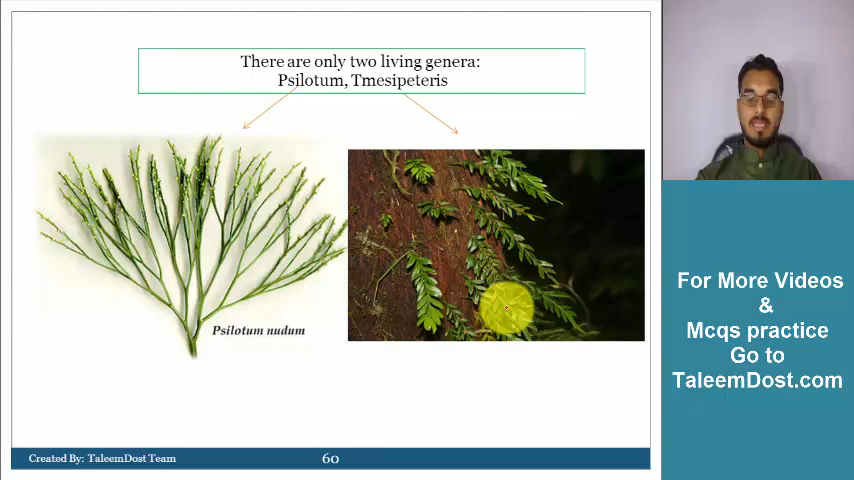 There are only two living genera:
Psilotum, Tmesipeteris
Psilotum nudum
For More Videos
&
Mcqs practice
Go to
TaleemDost.com
Created By: TaleemDost Team
60